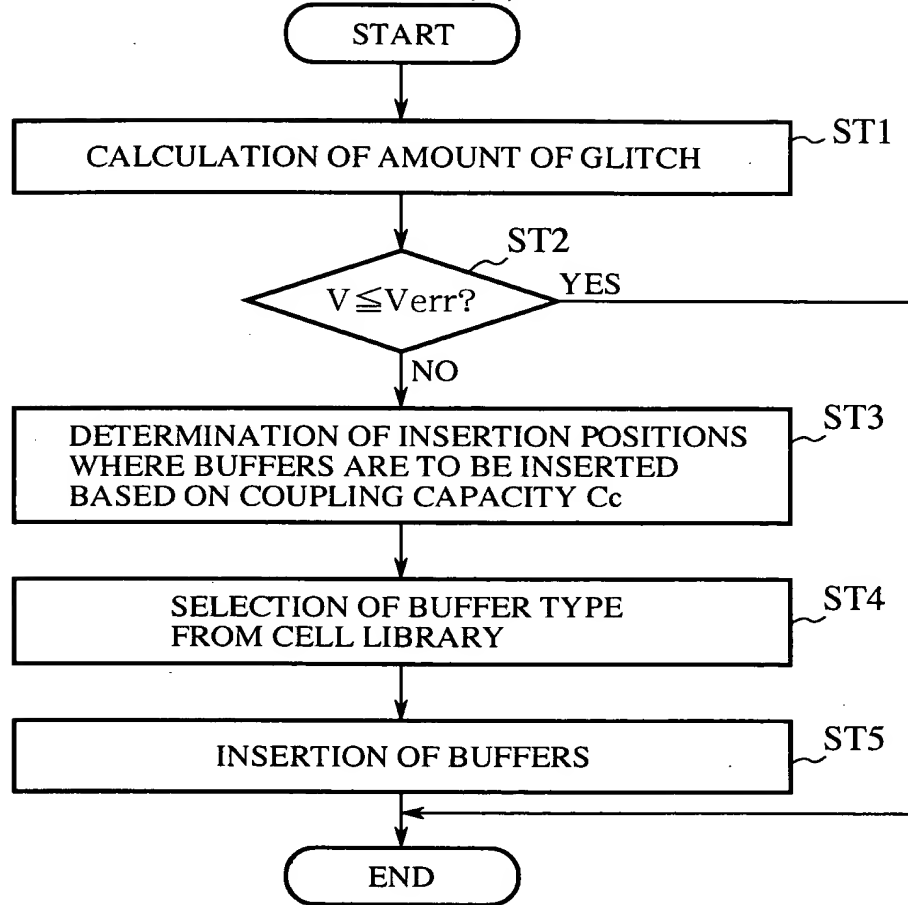 START
CALCULATION OF AMOUNT OF GLITCH
ST1
ST2
V≦Verr?
YES
NO
DETERMINATION OF INSERTION POSITIONS
WHERE BUFFERS ARE TO BE INSERTED
BASED ON COUPLING CAPACITY Cc
ST3
SELECTION OF BUFFER TYPE
FROM CELL LIBRARY
ST4
INSERTION OF BUFFERS
ST5
END